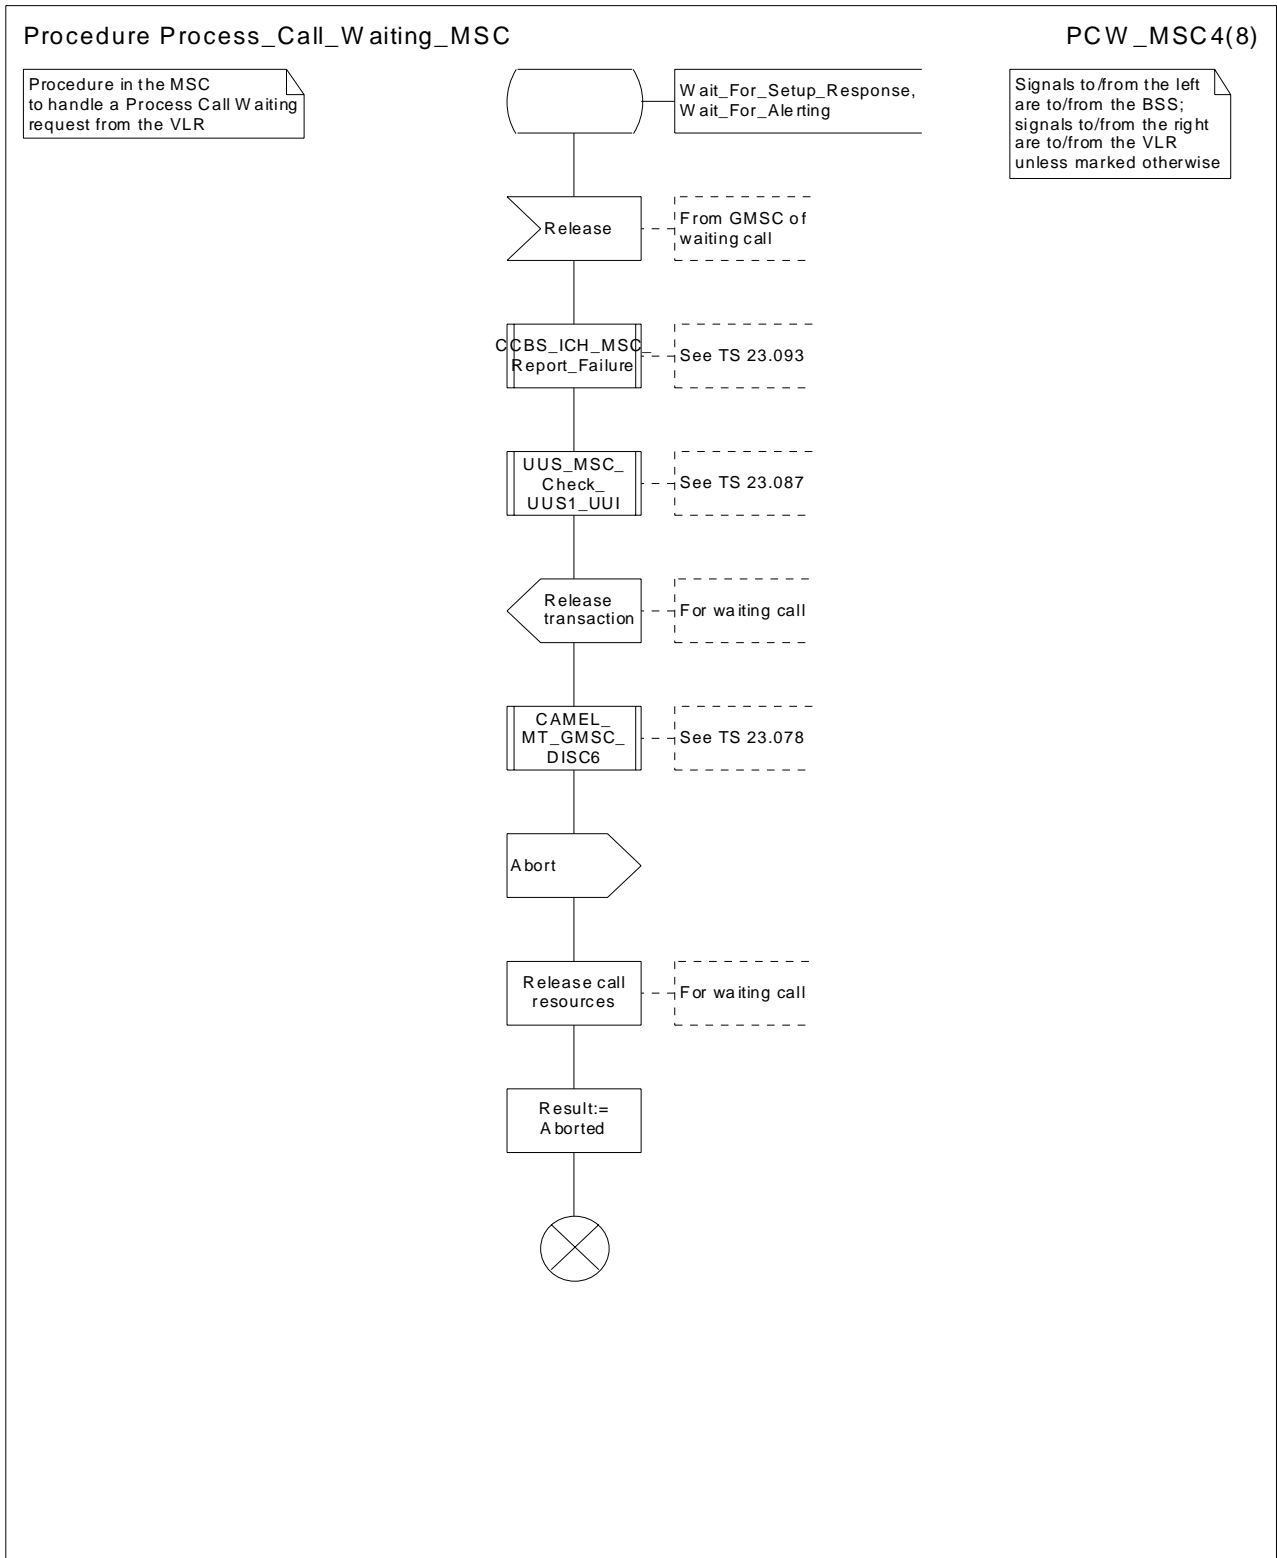 Procedure Process_Call_Waiting_MSC
PCW_MSC4(8)
Procedure in the MSC
to handle a Process Call Waiting
request from the VLR
Wait_For_Setup_Response,
Wait_For_Alerting
Signals to/from the left
are to/from the BSS;
signals to/from the right
are to/from the VLR
unless marked otherwise
Release
From GMSC of
waiting call
CCBS_ICH_MSC_
Report_Failure
See TS 23.093
UUS_MSC_
Check_
UUS1_UUI
See TS 23.087
Release
transaction
For waiting call
CAMEL_
MT_GMSC_
DISC6
See TS 23.078
Abort
Release call
resources
For waiting call
Result:=
Aborted